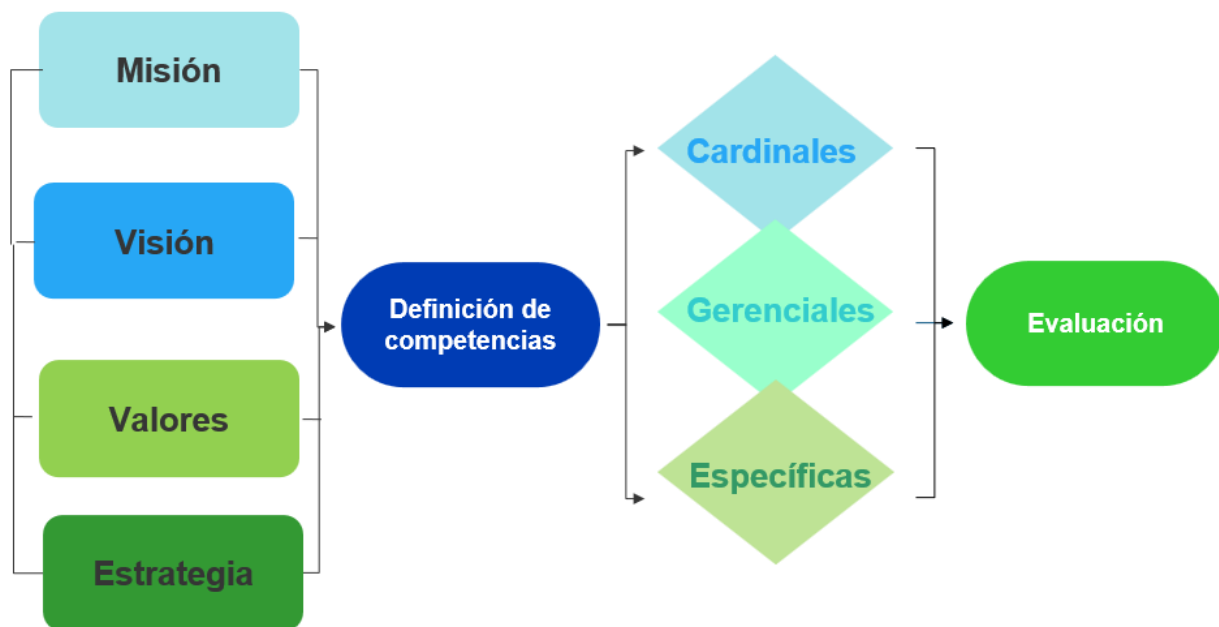 Misión
Visión
Valores
Estrategia
Definición de
competencias
Cardinales
Gerenciales
Específicas
Evaluación